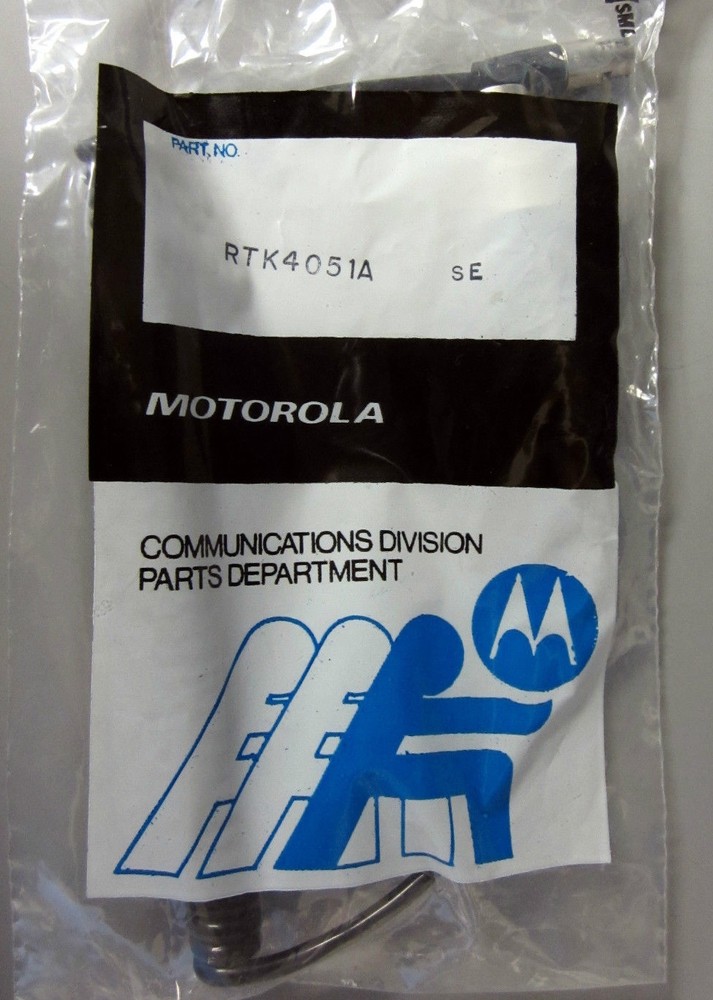 PART. NO.
RTK4051A SE
MOTOROLA
COMMUNICATIONS DIVISION
PARTS DEPARTMENT